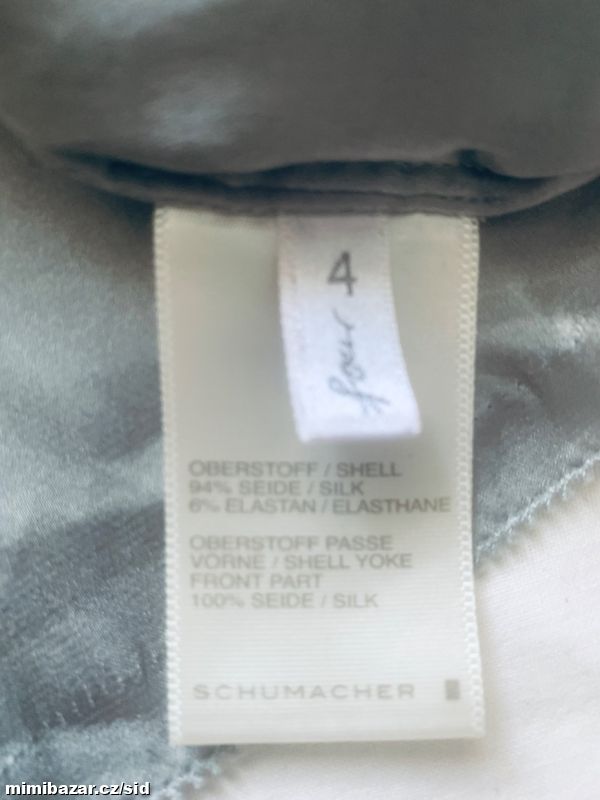 4
four
OBERSTOFF / SHELL
94% SEIDE / SILK
6% ELASTAN / ELASTHANE
OBERSTOFF PASSE
VORNE / SHELL YOKE
FRONT PART
100% SEIDE / SILK
SCHUMACHER
mimibazar.cz/sid